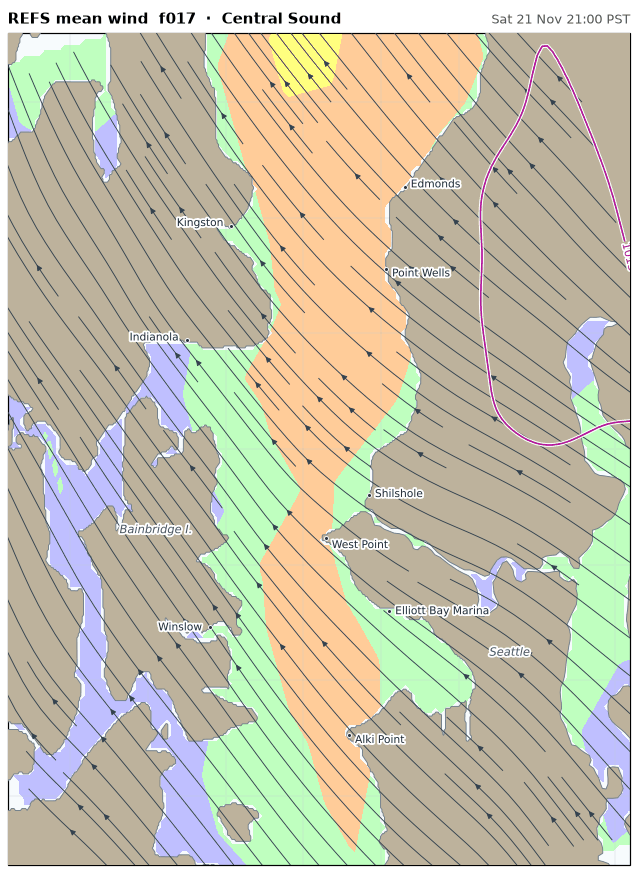 REFS mean wind f017 · Central Sound
Sat 21 Nov 21:00 PST
Edmonds
Kingston
Point Wells
Indianola
Shilshole
Bainbridge I.
West Point
Elliott Bay Marina
Winslow
Seattle
Alki Point